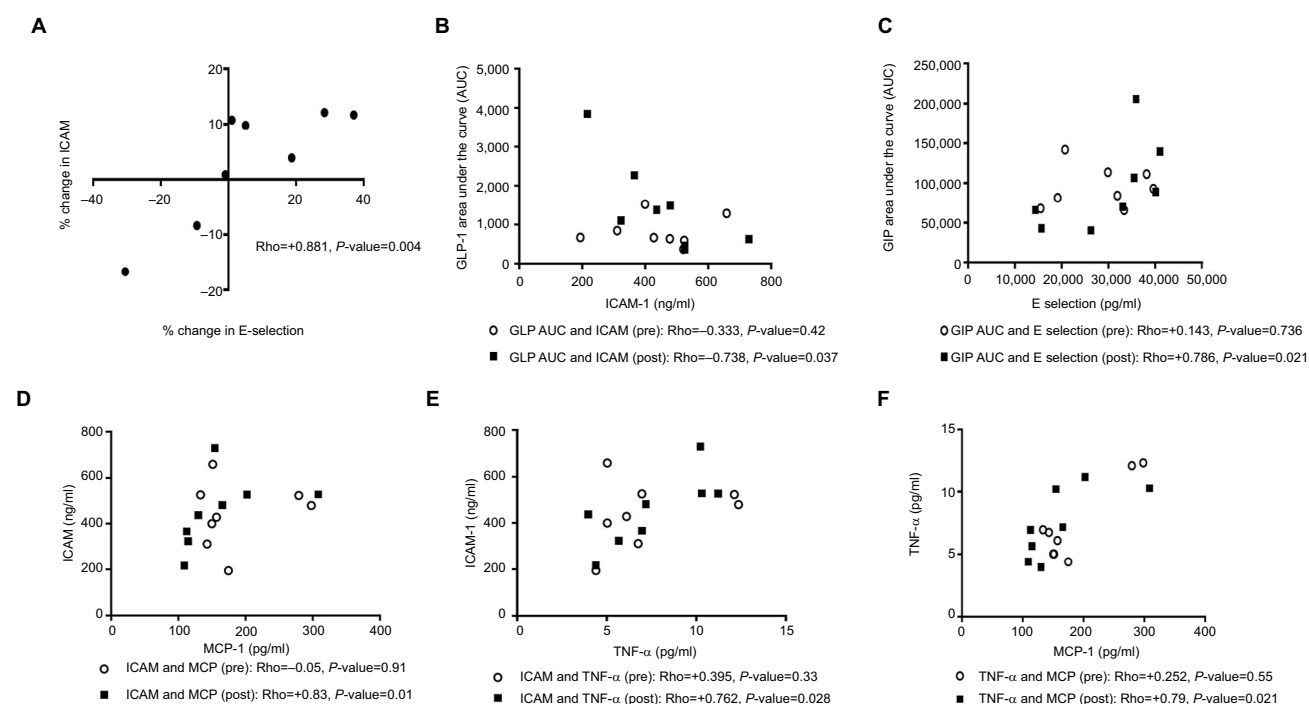 A
20
10
–10
–20
–40
–20
20
40
% change in ICAM
Rho=+0.881, P-value=0.004
% change in E-selection
B
5,000
4,000
3,000
2,000
1,000
0
0
200
400
600
800
GLP-1 area under the curve (AUC)
ICAM-1 (ng/ml)
GLP AUC and ICAM (pre): Rho=–0.333, P-value=0.42
GLP AUC and ICAM (post): Rho=–0.738, P-value=0.037
C
250,000
200,000
150,000
100,000
50,000
0
0
10,000
20,000
30,000
40,000
50,000
GIP area under the curve (AUC)
E selection (pg/ml)
GIP AUC and E selection (pre): Rho=+0.143, P-value=0.736
GIP AUC and E selection (post): Rho=+0.786, P-value=0.021
D
800
600
400
200
0
0
100
200
300
400
ICAM (ng/ml)
MCP-1 (pg/ml)
ICAM and MCP (pre): Rho=–0.05, P-value=0.91
ICAM and MCP (post): Rho=+0.83, P-value=0.01
E
800
600
400
200
0
0
5
10
15
ICAM-1 (ng/ml)
TNF-α (pg/ml)
ICAM and TNF-α (pre): Rho=+0.395, P-value=0.33
ICAM and TNF-α (post): Rho=+0.762, P-value=0.028
F
15
10
5
0
0
100
200
300
400
TNF-α (pg/ml)
MCP-1 (pg/ml)
TNF-α and MCP (pre): Rho=+0.252, P-value=0.55
TNF-α and MCP (post): Rho=+0.79, P-value=0.021